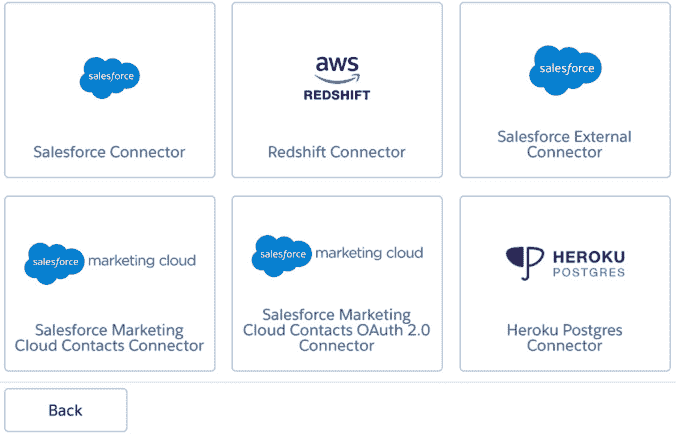 salesforce
Salesforce Connector
aws
REDSHIFT
Redshift Connector
salesforce
Salesforce External
Connector
salesforce marketing cloud
Salesforce Marketing
Cloud Contacts Connector
salesforce marketing cloud
Salesforce Marketing
Cloud Contacts OAuth 2.0
Connector
HEROKU
POSTGRES
Heroku Postgres
Connector
Back